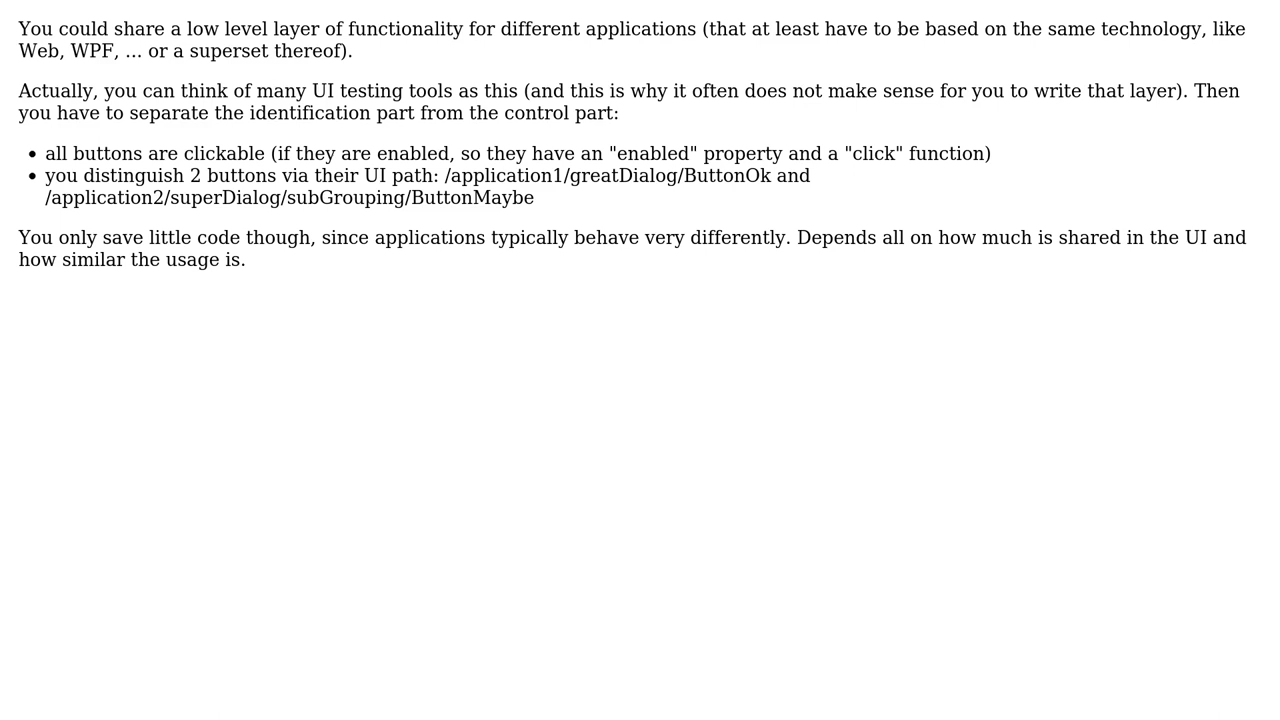 You could share a low level layer of functionality for different applications (that at least have to be based on the same technology, like
Web, WPF, ... or a superset thereof).
Actually, you can think of many UI testing tools as this (and this is why it often does not make sense for you to write that layer). Then
you have to separate the identification part from the control part:
• all buttons are clickable (if they are enabled, so they have an "enabled" property and a "click" function)
• you distinguish 2 buttons via their UI path: /application1/greatDialog/ButtonOk and
/application2/superDialog/subGrouping/ButtonMaybe
You only save little code though, since applications typically behave very differently. Depends all on how much is shared in the UI and
how similar the usage is.